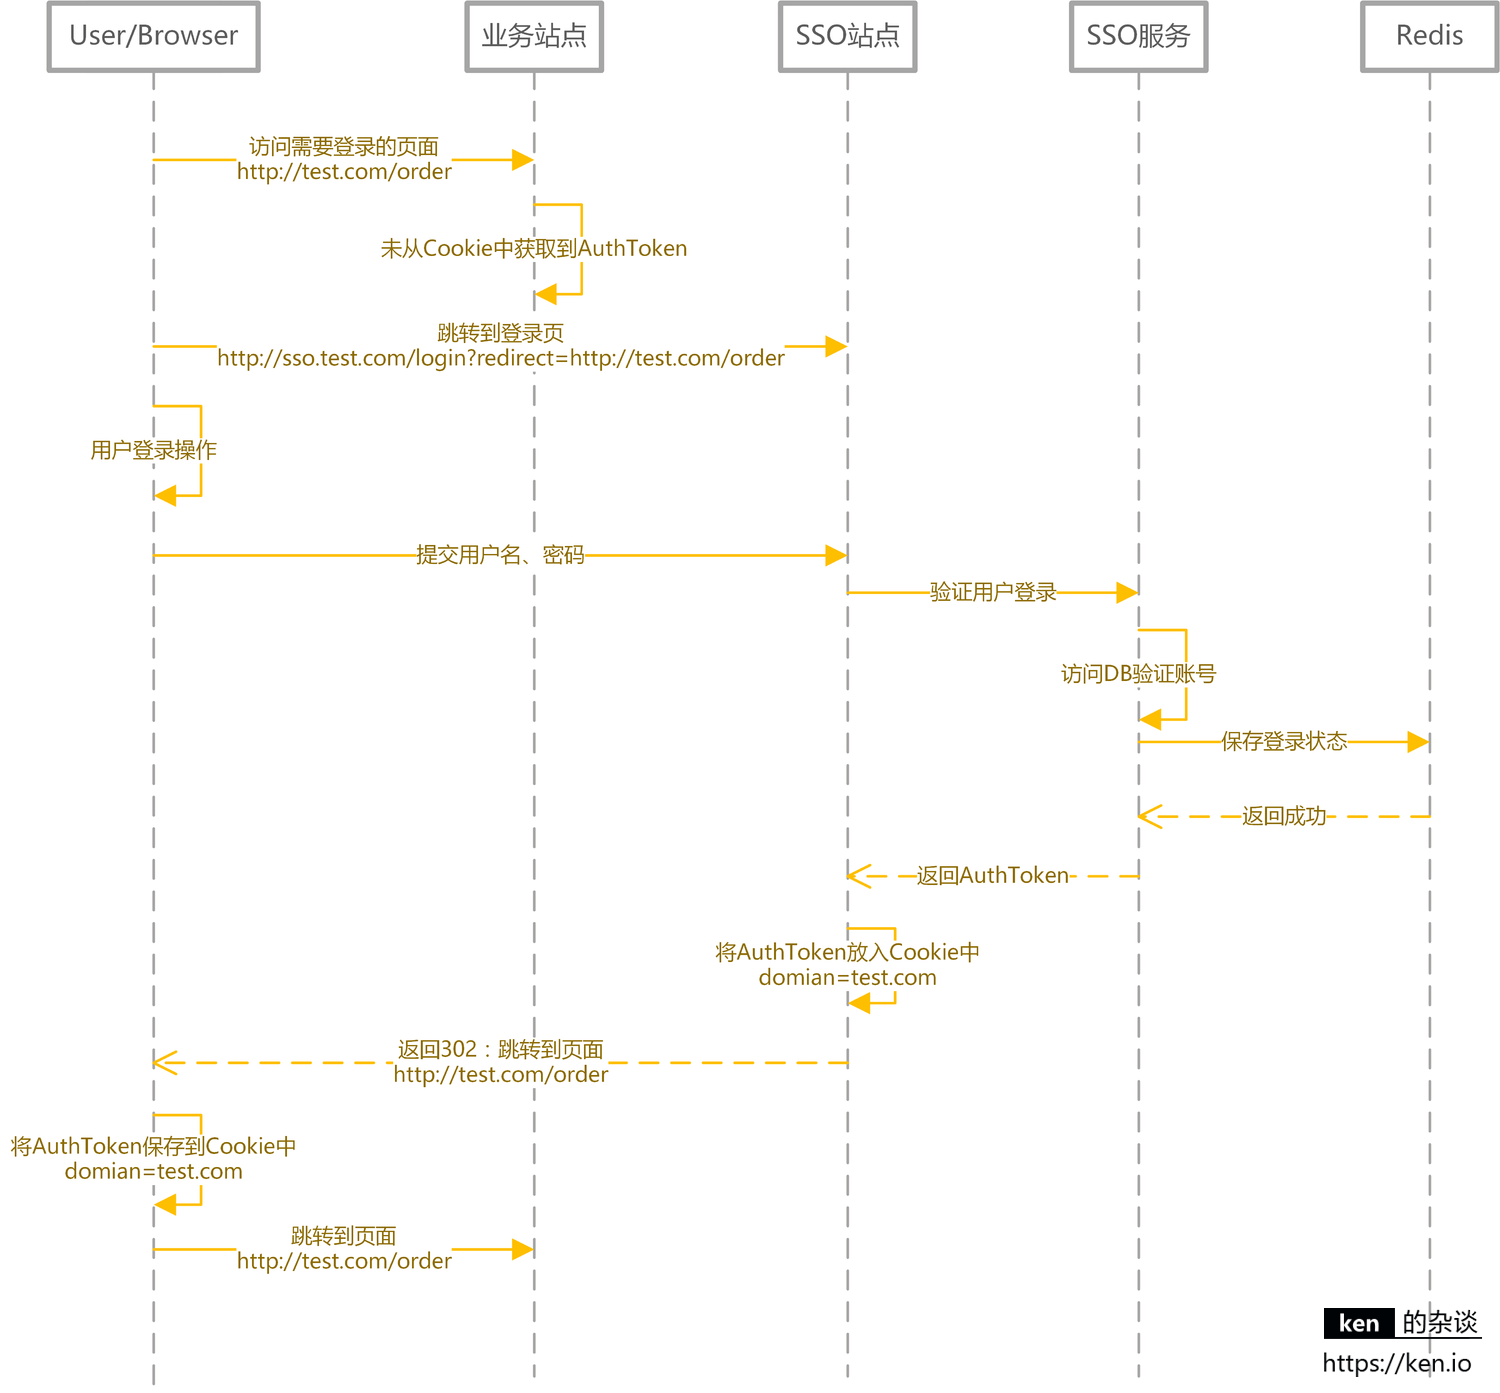 User/Browser
业务站点
SSO站点
SSO服务
Redis
访问需要登录的页面
http://test.com/order
未从Cookie中获取到AuthToken
跳转到登录页
http://sso.test.com/login?redirect=http://test.com/order
用户登录操作
提交用户名、密码
验证用户登录
访问DB验证账号
保存登录状态
返回成功
返回AuthToken
将AuthToken放入Cookie中
domian=test.com
返回302：跳转到页面
http://test.com/order
将AuthToken保存到Cookie中
domian=test.com
跳转到页面
http://test.com/order
ken 的杂谈
https://ken.io